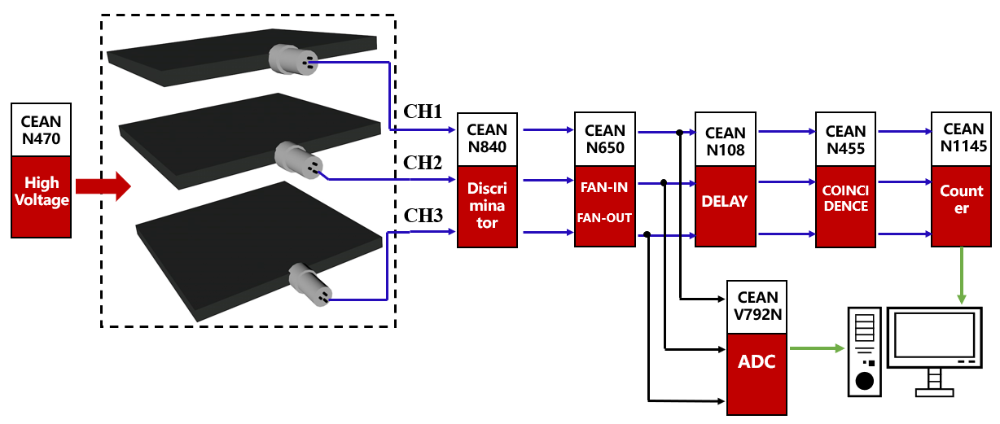 CEAN
N470
High
Voltage
CH1
CH2
CH3
CEAN
N840
Discri
mina
tor
CEAN
N650
FAN-IN
FAN-OUT
CEAN
N108
DELAY
CEAN
N455
COINCI
DENCE
CEAN
N1145
Count
er
CEAN
V792N
ADC